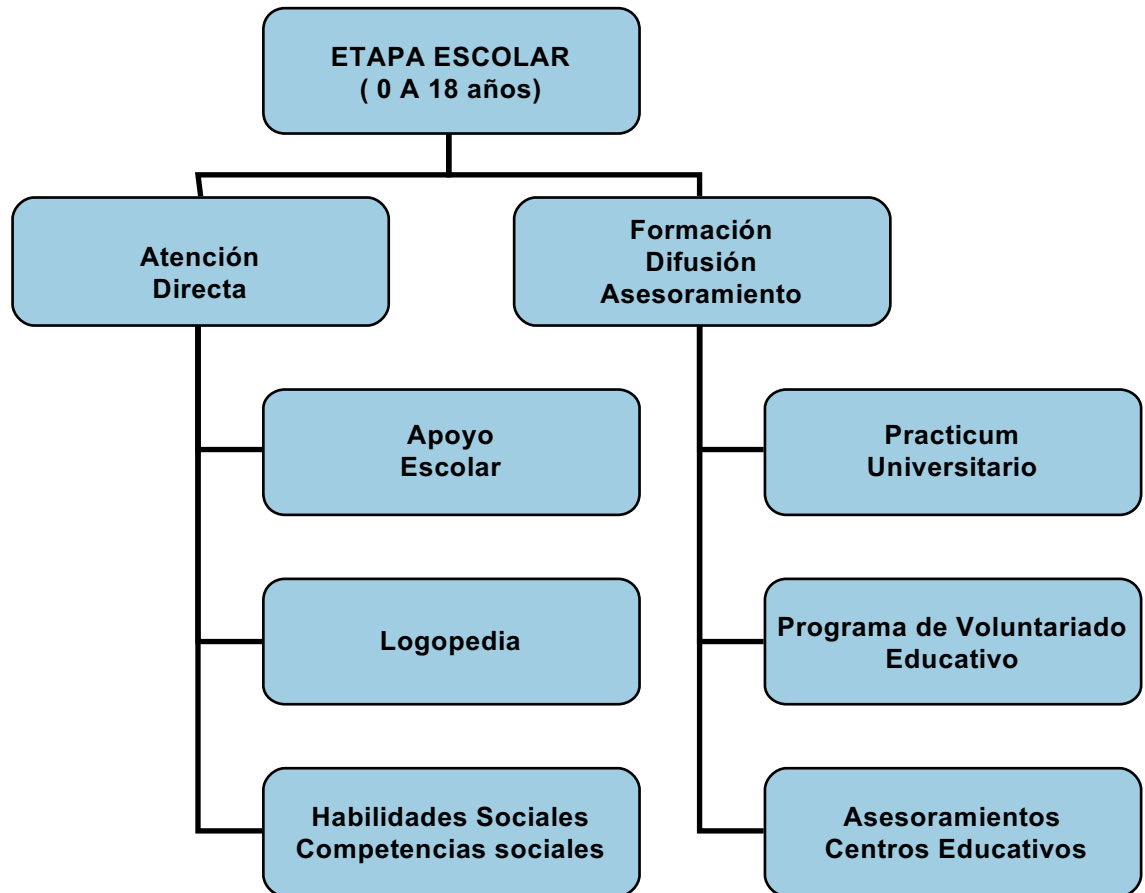 ETAPA ESCOLAR
( 0 A 18 años)
Atención
Directa
Formación
Difusión
Asesoramiento
Apoyo
Escolar
Practicum
Universitario
Logopedia
Programa de Voluntariado
Educativo
Habilidades Sociales
Competencias sociales
Asesoramientos
Centros Educativos